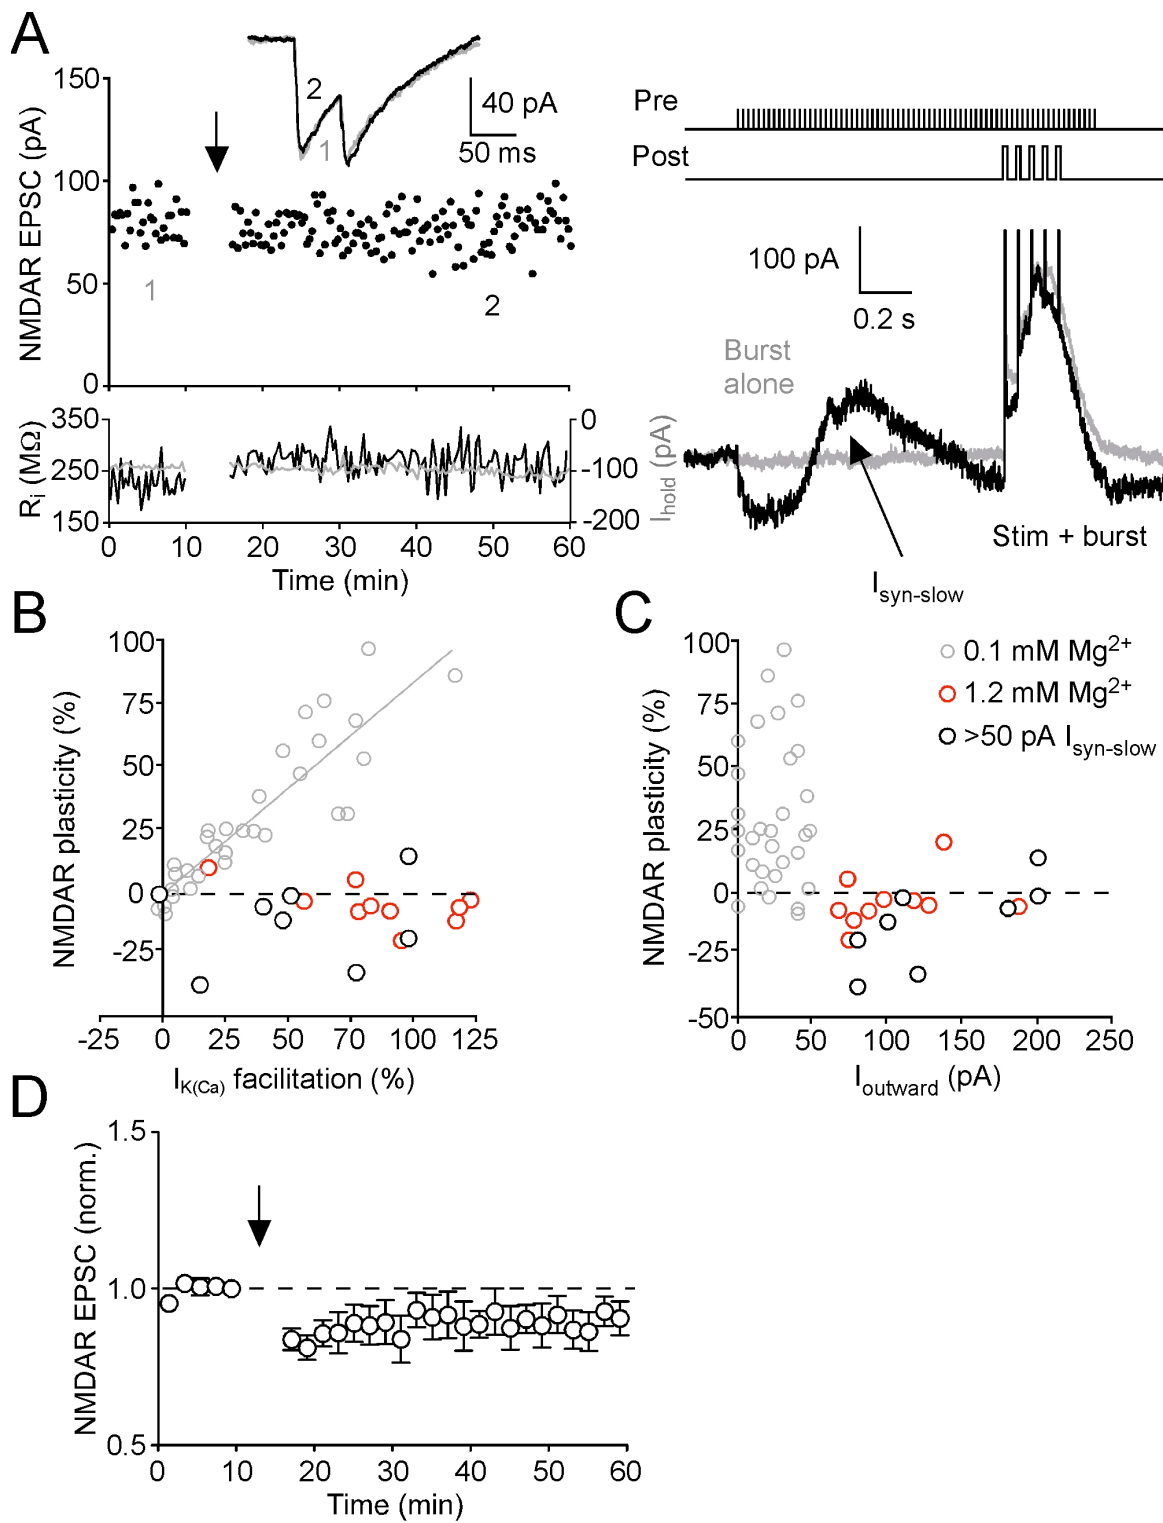 A
150
100
50
0
NMDAR EPSC (pA)
2
1
40 pA
50 ms
1
2
350
250
150
Ri (MΩ)
0
-100
-200
Ihold (pA)
0 10 20 30 40 50 60
Time (min)
Pre
Post
100 pA
0.2 s
Burst
alone
Stim + burst
Isyn-slow
B
100
75
50
25
0
-25
NMDAR plasticity (%)
-25 0 25 50 75 100 125
IK(Ca) facilitation (%)
C
100
75
50
25
0
-25
-50
NMDAR plasticity (%)
0.1 mM Mg2+
1.2 mM Mg2+
>50 pA Isyn-slow
0 50 100 150 200 250
Ioutward (pA)
D
1.5
1.0
0.5
NMDAR EPSC (norm.)
0 10 20 30 40 50 60
Time (min)